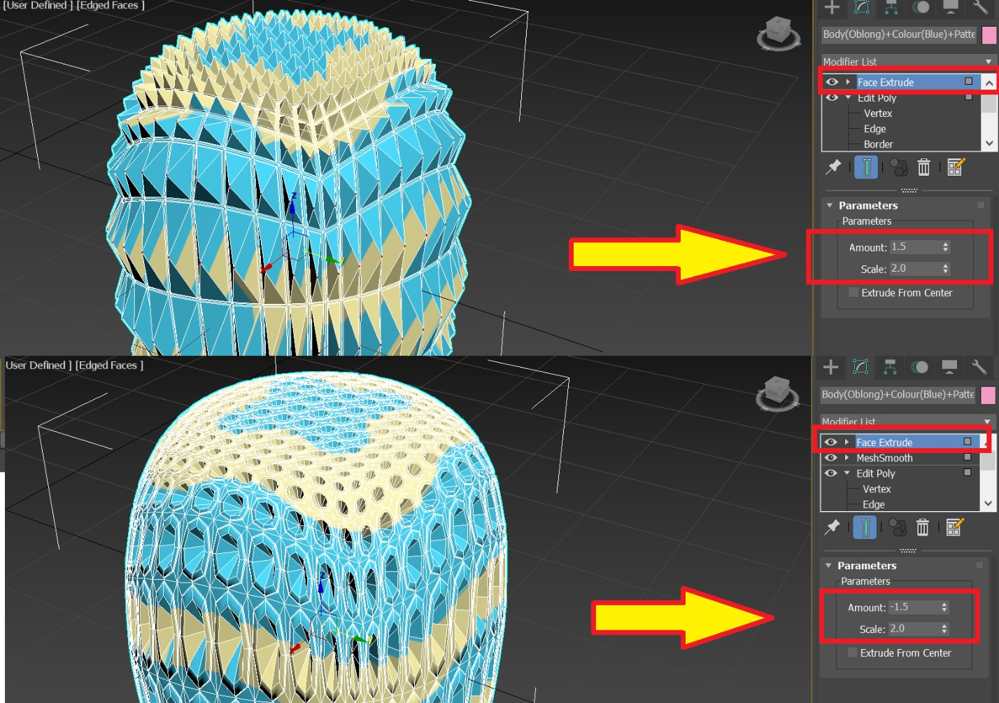 [User Defined ] [Edged Faces ]
Body(Oblong)+Colour(Blue)+Patte
Modifier List
Face Extrude
Edit Poly
Vertex
Edge
Border
Parameters
Parameters
Amount: 1.5
Scale: 2.0
Extrude From Center
z
y
User Defined ] [Edged Faces ]
Body(Oblong)+Colour(Blue)+Patte
Modifier List
Face Extrude
MeshSmooth
Edit Poly
Vertex
Edge
Parameters
Parameters
Amount: -1.5
Scale: 2.0
Extrude From Center
z
y